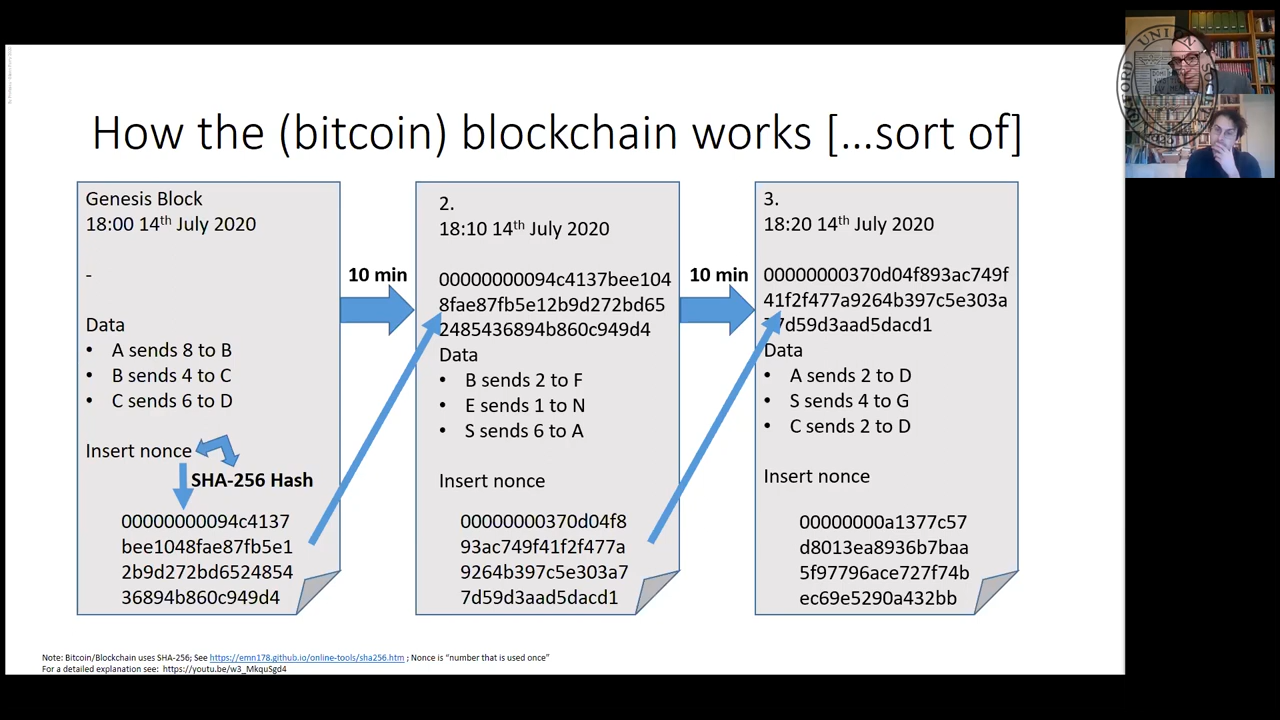 How the (bitcoin) blockchain works […sort of]
Genesis Block
18:00 14th July 2020
-
Data
• A sends 8 to B
• B sends 4 to C
• C sends 6 to D
Insert nonce
SHA-256 Hash
00000000094c4137
bee1048fae87fb5e1
2b9d272bd6524854
36894b860c949d4
10 min
2.
18:10 14th July 2020
00000000094c4137bee104
8fae87fb5e12b9d272bd65
2485436894b860c949d4
Data
• B sends 2 to F
• E sends 1 to N
• S sends 6 to A
Insert nonce
00000000370d04f8
93ac749f41f2f477a
9264b397c5e303a7
7d59d3aad5dacd1
10 min
3.
18:20 14th July 2020
00000000370d04f893ac749f
41f2f477a9264b397c5e303a
77d59d3aad5dacd1
Data
• A sends 2 to D
• S sends 4 to G
• C sends 2 to D
Insert nonce
00000000a1377c57
d8013ea8936b7baa
5f97796ace727f74b
ec69e5290a432bb
Note: Bitcoin/Blockchain uses SHA-256; See https://emn178.github.io/online-tools/sha256.htm ; Nonce is "number that is used once"
For a detailed explanation see: https://youtu.be/w3_MkquSgd4
OXFORD UNION SOCIETY